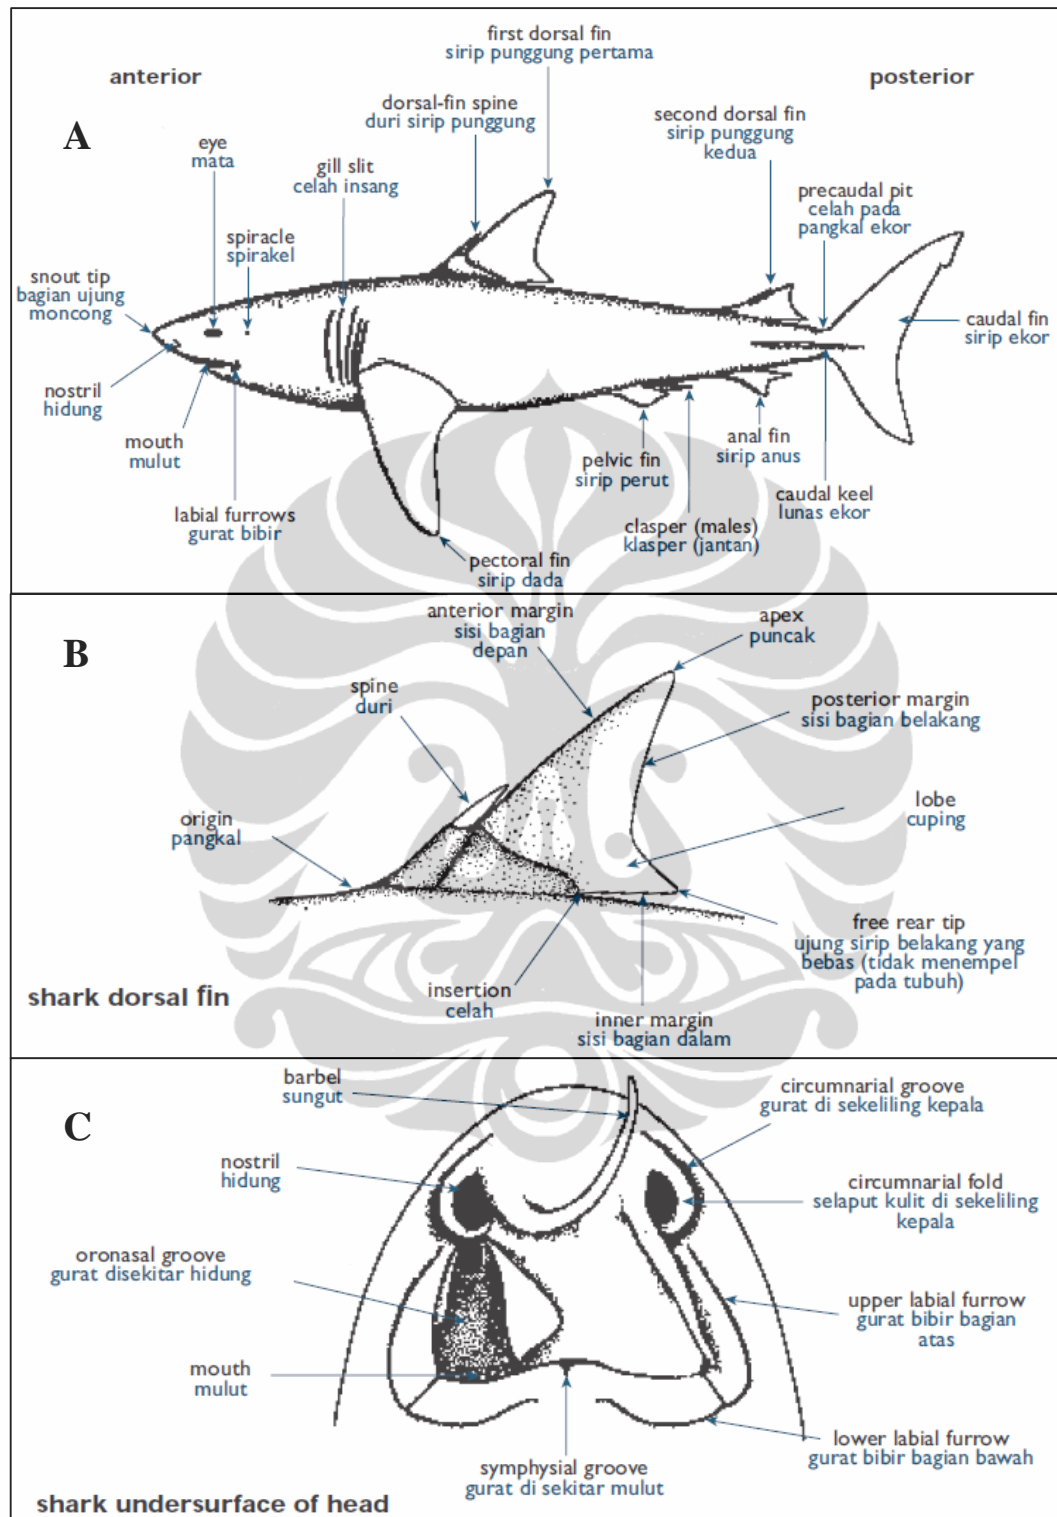 first dorsal fin
sirip punggung pertama
anterior
posterior
A
dorsal-fin spine
duri sirip punggung
second dorsal fin
sirip punggung
kedua
eye
mata
gill slit
celah insang
precaudal pit
celah pada
pangkal ekor
spiracle
spirakel
snout tip
bagian ujung
moncong
caudal fin
sirip ekor
nostril
hidung
mouth
mulut
anal fin
sirip anus
pelvic fin
sirip perut
caudal keel
lunas ekor
labial furrows
gurat bibir
clasper (males)
klasper (jantan)
pectoral fin
sirip dada
B
anterior margin
sisi bagian
depan
apex
puncak
spine
duri
posterior margin
sisi bagian belakang
origin
pangkal
lobe
cuping
free rear tip
ujung sirip belakang yang
bebas (tidak menempel
pada tubuh)
insertion
celah
inner margin
sisi bagian dalam
shark dorsal fin
C
barbel
sungut
circumnarial groove
gurat di sekeliling kepala
nostril
hidung
circumnarial fold
selaput kulit di sekeliling
kepala
oronasal groove
gurat disekitar hidung
upper labial furrow
gurat bibir bagian
atas
mouth
mulut
lower labial furrow
gurat bibir bagian bawah
symphysial groove
gurat di sekitar mulut
shark undersurface of head